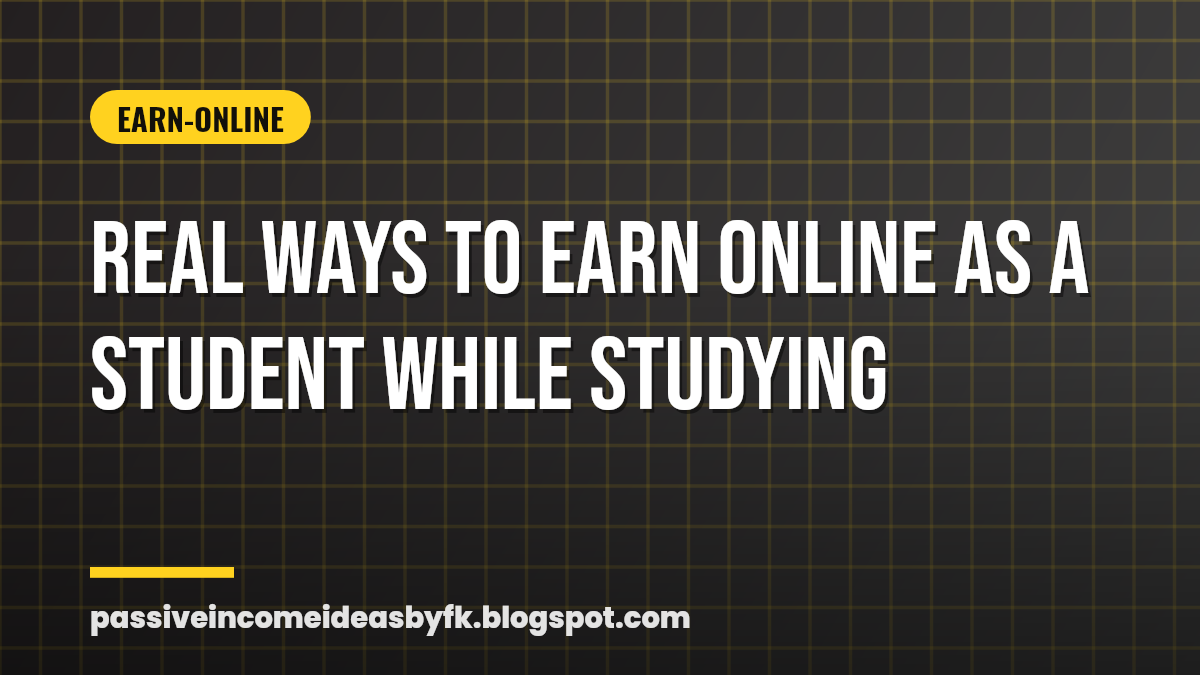 EARN-ONLINE
REAL WAYS TO EARN ONLINE AS A
STUDENT WHILE STUDYING
passiveincomeideasbyfk.blogspot.com